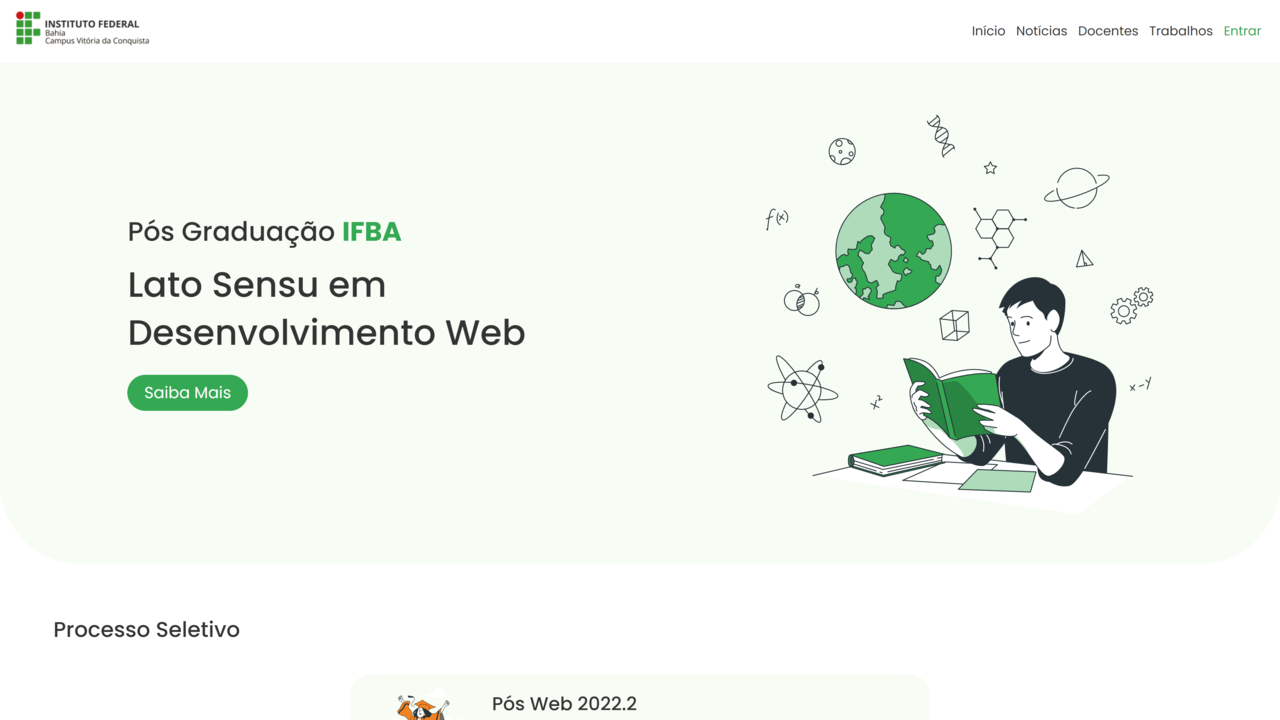 INSTITUTO FEDERAL
Bahia
Campus Vitória da Conquista
Início Notícias Docentes Trabalhos Entrar
Pós Graduação IFBA
Lato Sensu em
Desenvolvimento Web
Saiba Mais
f(x)
a
b
x²
x-y
Processo Seletivo
Pós Web 2022.2